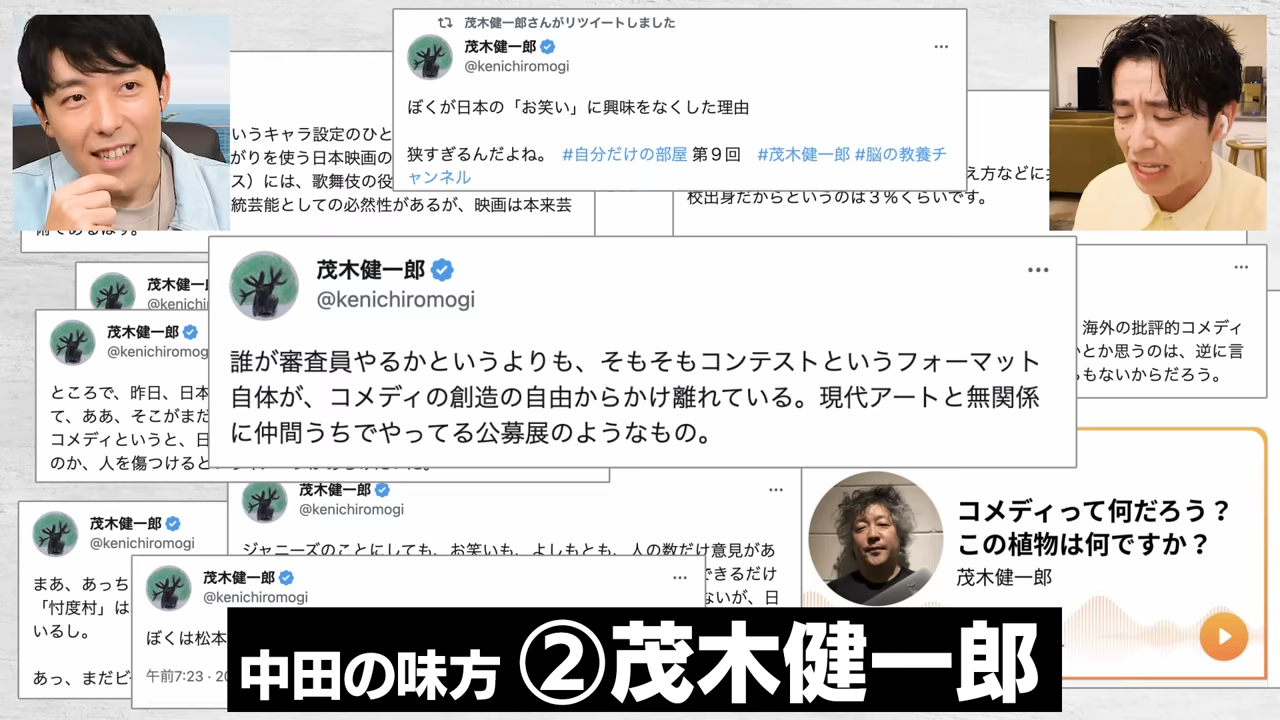 茂木健一郎さんがリツイートしました
茂木健一郎
@kenichiromogi
ぼくが日本の「お笑い」に興味をなくした理由
狭すぎるんだよね。 #自分だけの部屋 第９回 #茂木健一郎 #脳の教養チ
ャンネル
いうキャラ設定のひと
がりを使う日本映画の
ス）には、歌舞伎の役
統芸能としての必然性があるが、映画は本来芸
術であるはず。
え方などに
校出身だからというのは３％くらいです。
茂木健一郎
@kenichiromogi
誰が審査員やるかというよりも、そもそもコンテストというフォーマット
自体が、コメディの創造の自由からかけ離れている。現代アートと無関係
に仲間うちでやってる公募展のようなもの。
茂木健一郎
@kenichi
茂木健一郎
@kenichiromog
ところで、昨日、日本
て、ああ、そこがまだ
コメディというと、日
のか、人を傷つけると
海外の批評的コメディ
かとか思うのは、逆に言
もないからだろう。
茂木健一郎
@kenichiromogi
ジャニーズのことにしても、お笑いも、よしもとも、人の数だけ意見があ
できるだけ
ないが、日
茂木健一郎
@kenichiromogi
まあ、あっち
「忖度村」は
いるし。
あっ、まだビ
茂木健一郎
@kenichiromogi
ぼくは松本
午前7:23 · 20
コメディって何だろう？
この植物は何ですか？
茂木健一郎
中田の味方 ②茂木健一郎